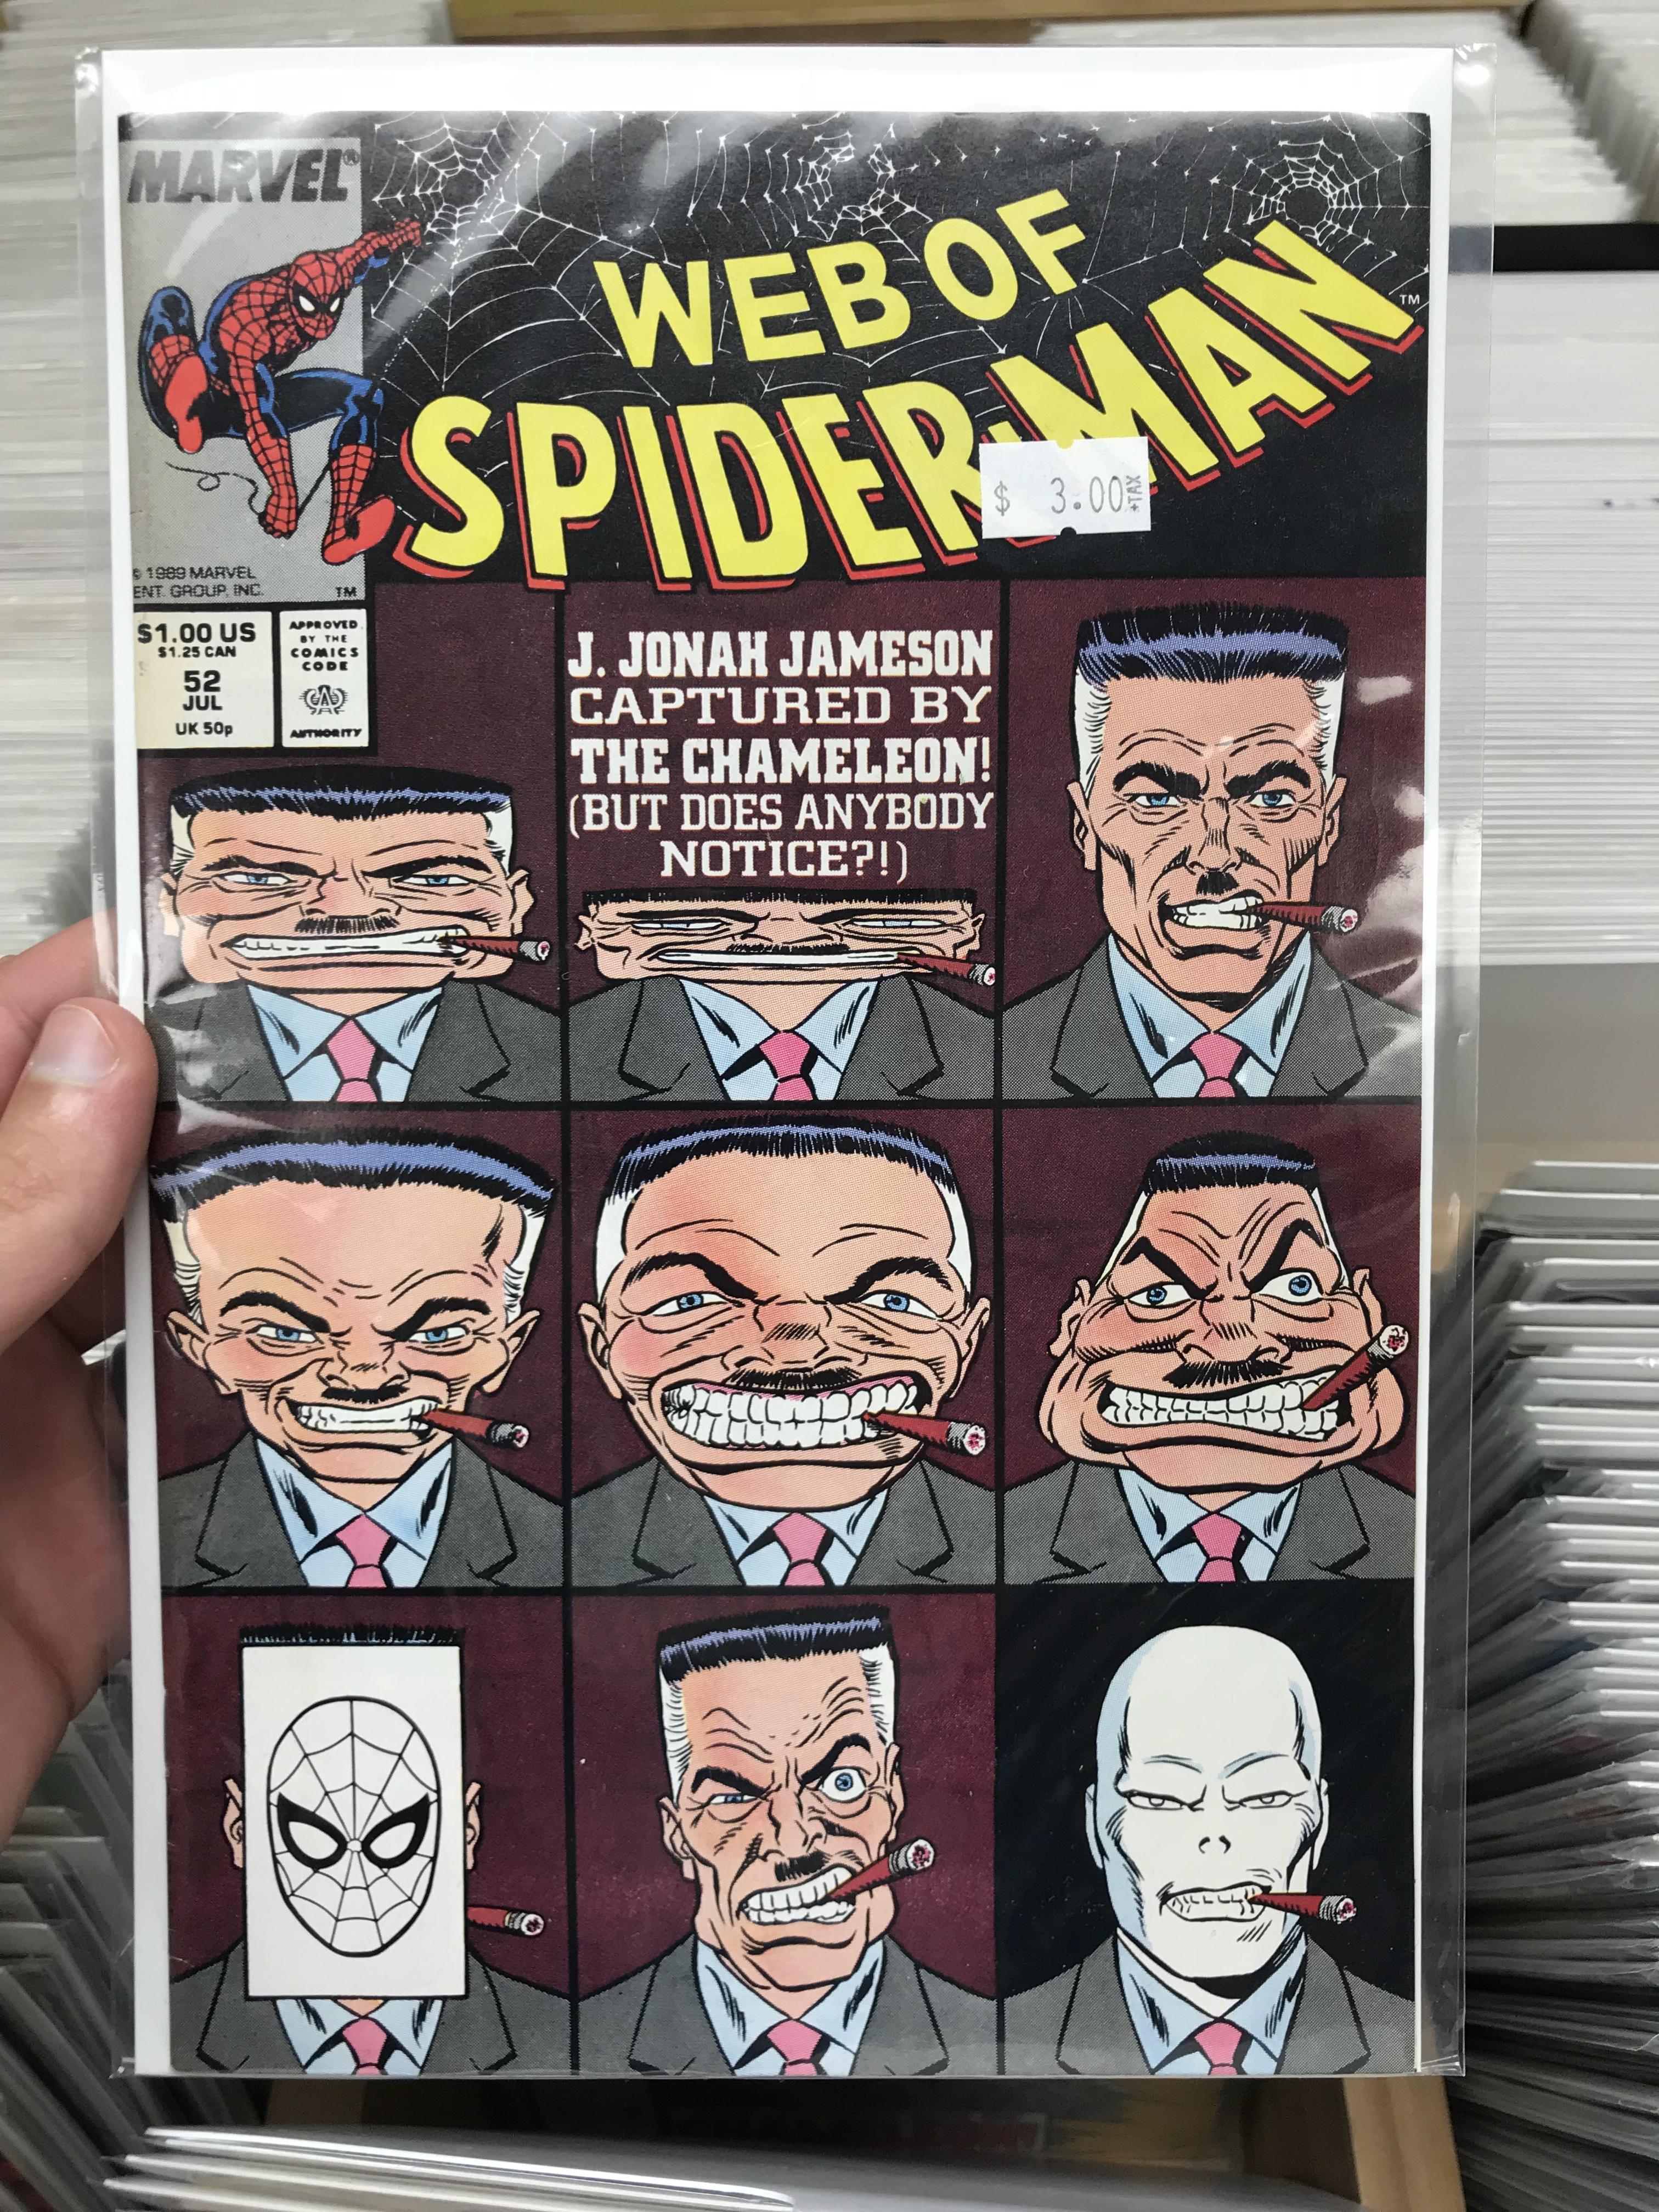 MARVEL®
WEB OF
SPIDER-MAN™
$ 3.00 +TAX
© 1989 MARVEL
ENT. GROUP, INC. TM
$1.00 US
$1.25 CAN
52
JUL
UK 50p
APPROVED
BY THE
COMICS
CODE
AUTHORITY
J. JONAH JAMESON
CAPTURED BY
THE CHAMELEON!
(BUT DOES ANYBODY
NOTICE?!)